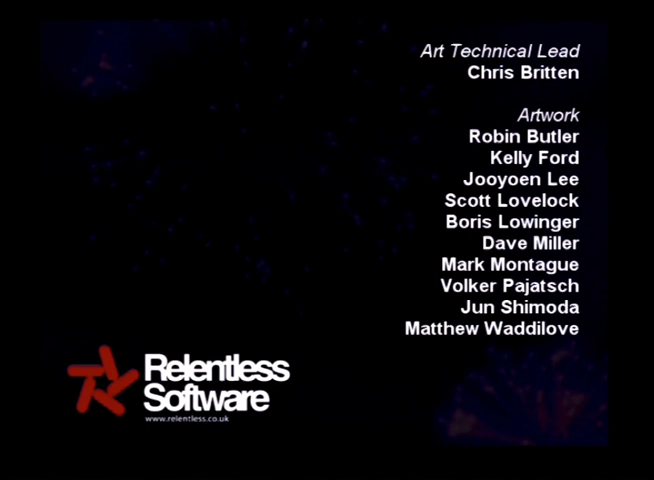 Art Technical Lead
Chris Britten
Artwork
Robin Butler
Kelly Ford
Jooyoen Lee
Scott Lovelock
Boris Lowinger
Dave Miller
Mark Montague
Volker Pajatsch
Jun Shimoda
Matthew Waddilove
Relentless
Software
www.relentless.co.uk